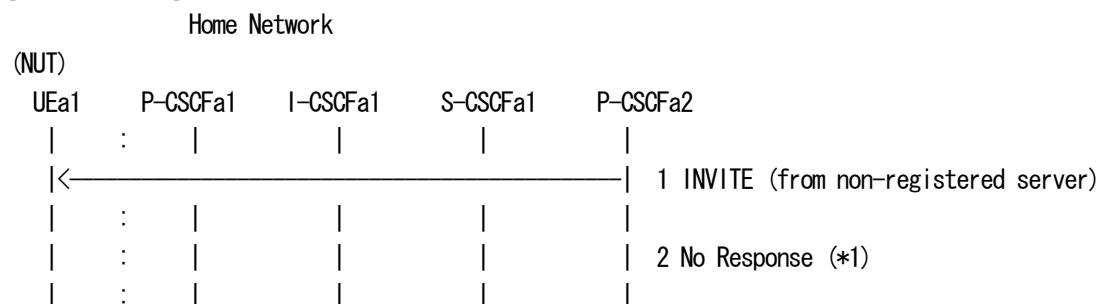 Home Network
(NUT)
UEa1 P-CSCFa1 I-CSCFa1 S-CSCFa1 P-CSCFa2
| : | | | |
|<----------------------------------------------| 1 INVITE (from non-registered server)
| : | | | |
| : | | | | 2 No Response (*1)
| : | | | |